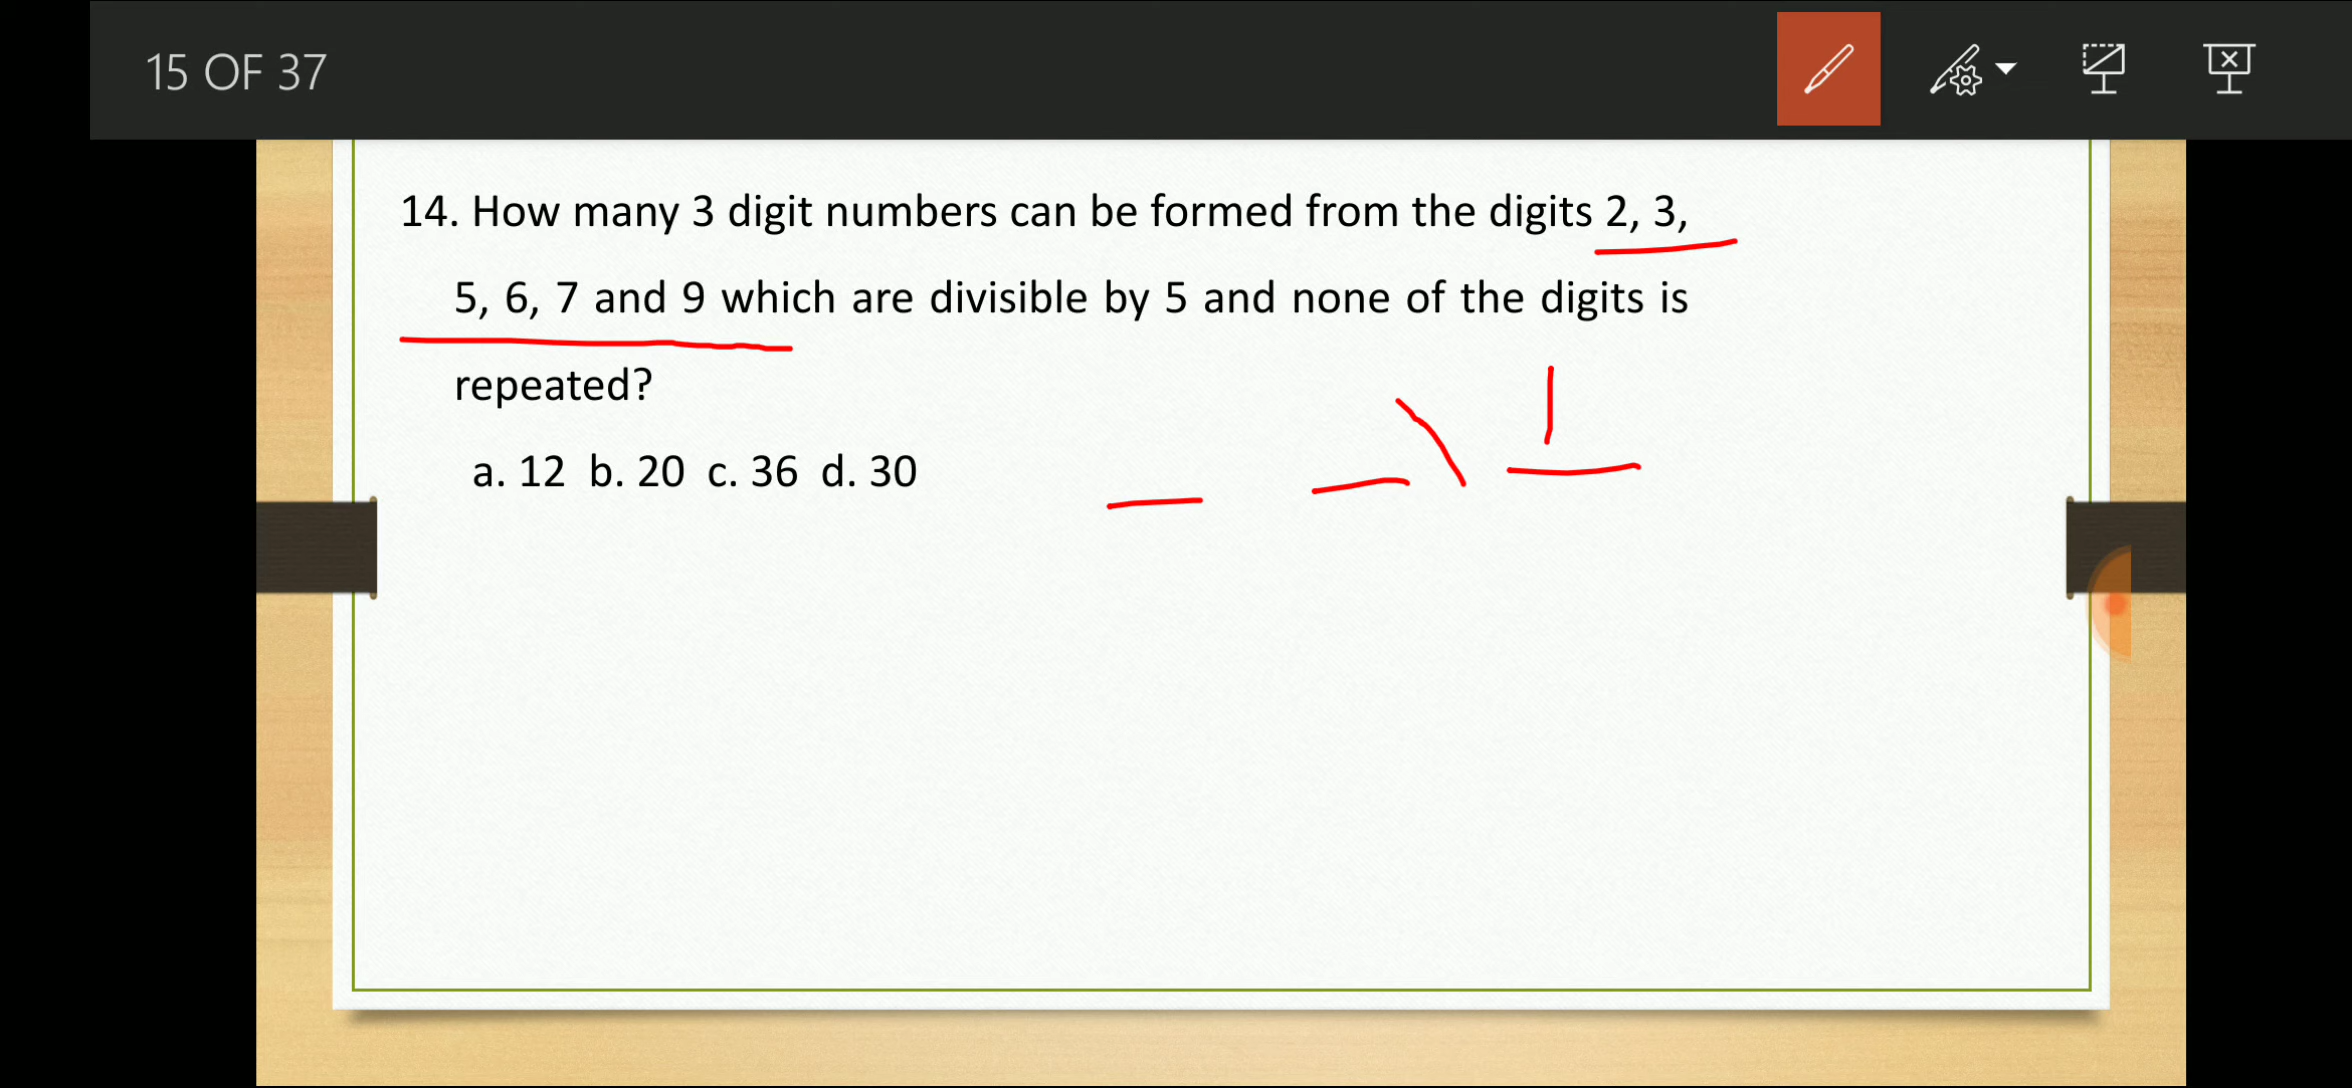 15 OF 37
14. How many 3 digit numbers can be formed from the digits 2, 3,
5, 6, 7 and 9 which are divisible by 5 and none of the digits is
repeated?
1
a. 12 b. 20 c. 36 d. 30